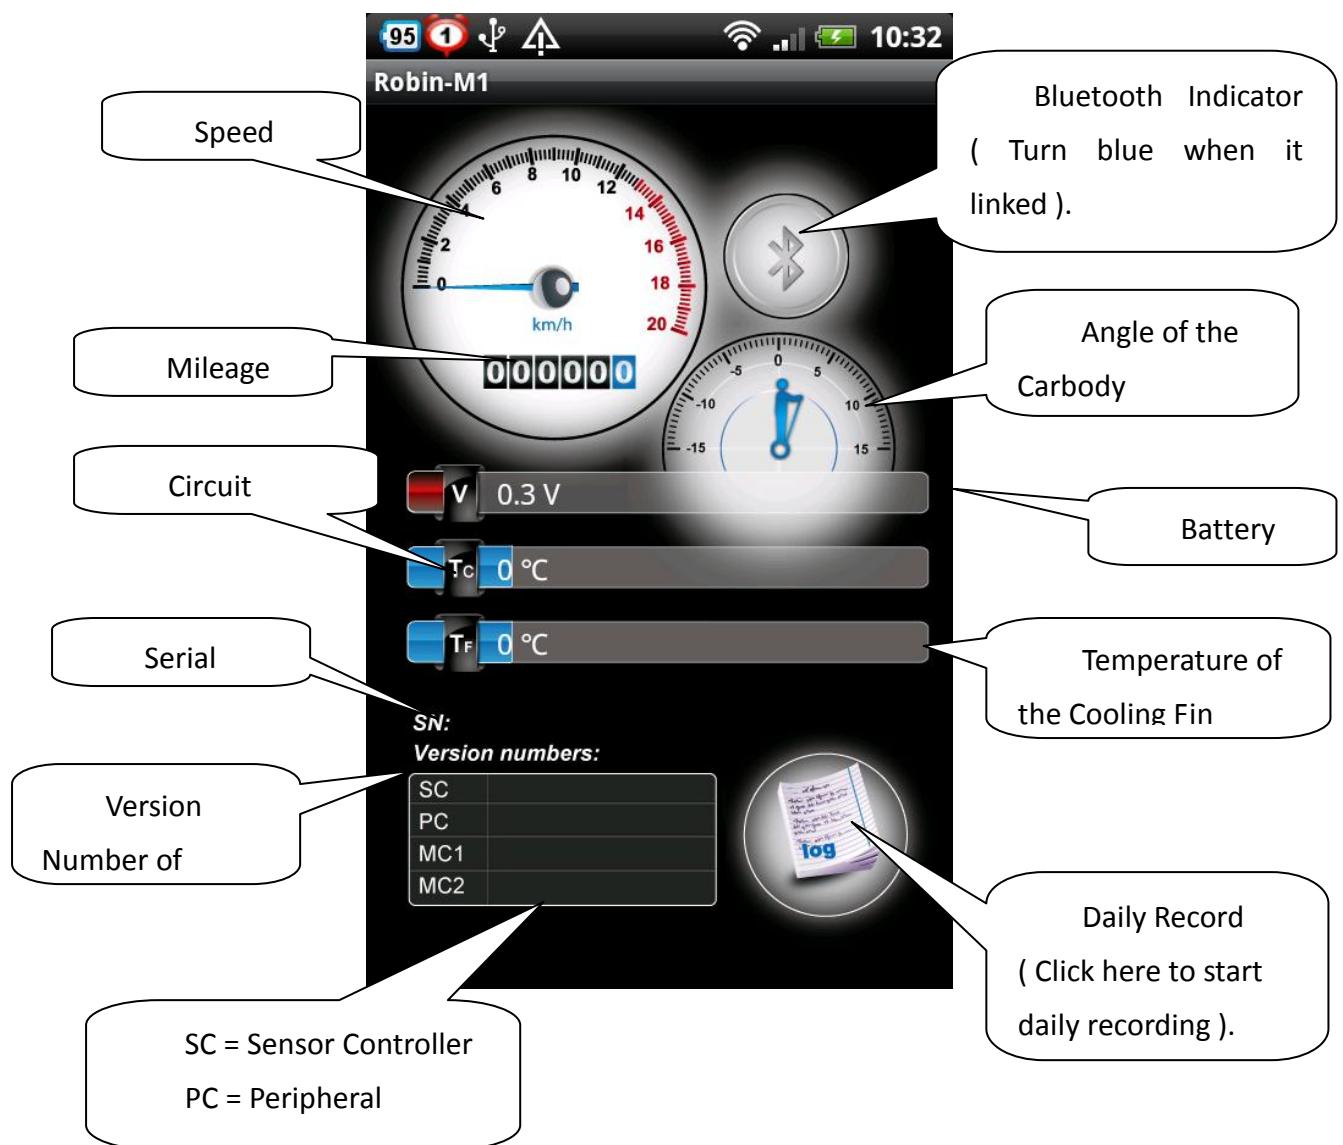 95
1
10:32
Robin-M1
Speed
Bluetooth Indicator
( Turn blue when it
linked ).
0
2
4
6
8
10
12
14
16
18
20
km/h
000000
Mileage
Angle of the
Carbody
-15
-10
-5
0
5
10
15
Circuit
V
0.3 V
Battery
TC
0 °C
TF
0 °C
Serial
Temperature of
the Cooling Fin
SN:
Version numbers:
Version
Number of
SC
PC
MC1
MC2
log
Daily Record
( Click here to start
daily recording ).
SC = Sensor Controller
PC = Peripheral